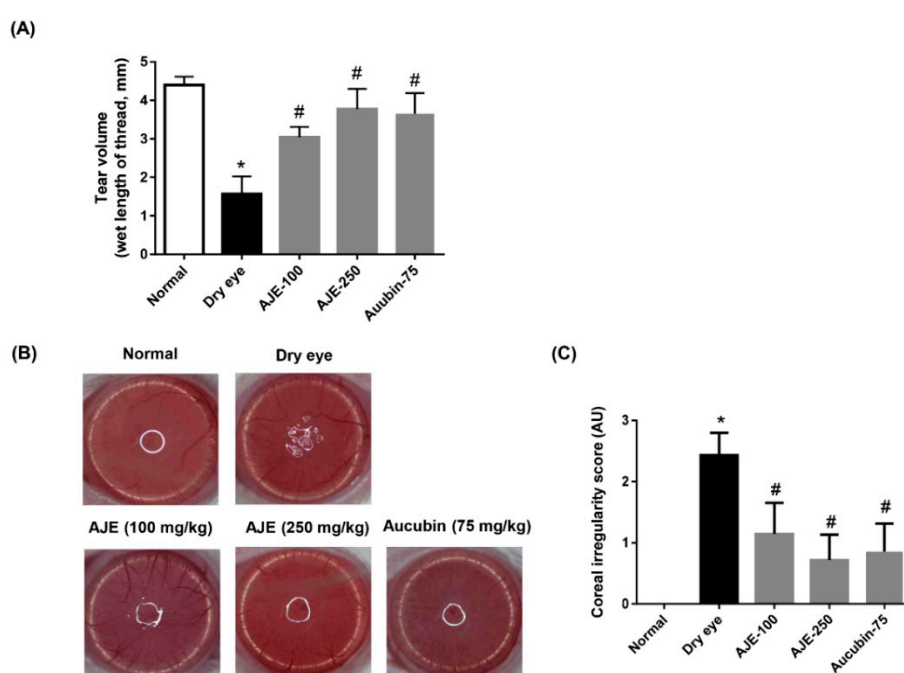 (A)
Tear volume
(wet length of thread, mm)
5
4
3
2
1
0
*
#
#
#
Normal
Dry eye
AJE-100
AJE-250
Auubin-75
(B)
Normal
Dry eye
AJE (100 mg/kg)
AJE (250 mg/kg)
Aucubin (75 mg/kg)
(C)
Coreal irregularity score (AU)
3
2
1
0
*
#
#
#
Normal
Dry eye
AJE-100
AJE-250
Aucubin-75